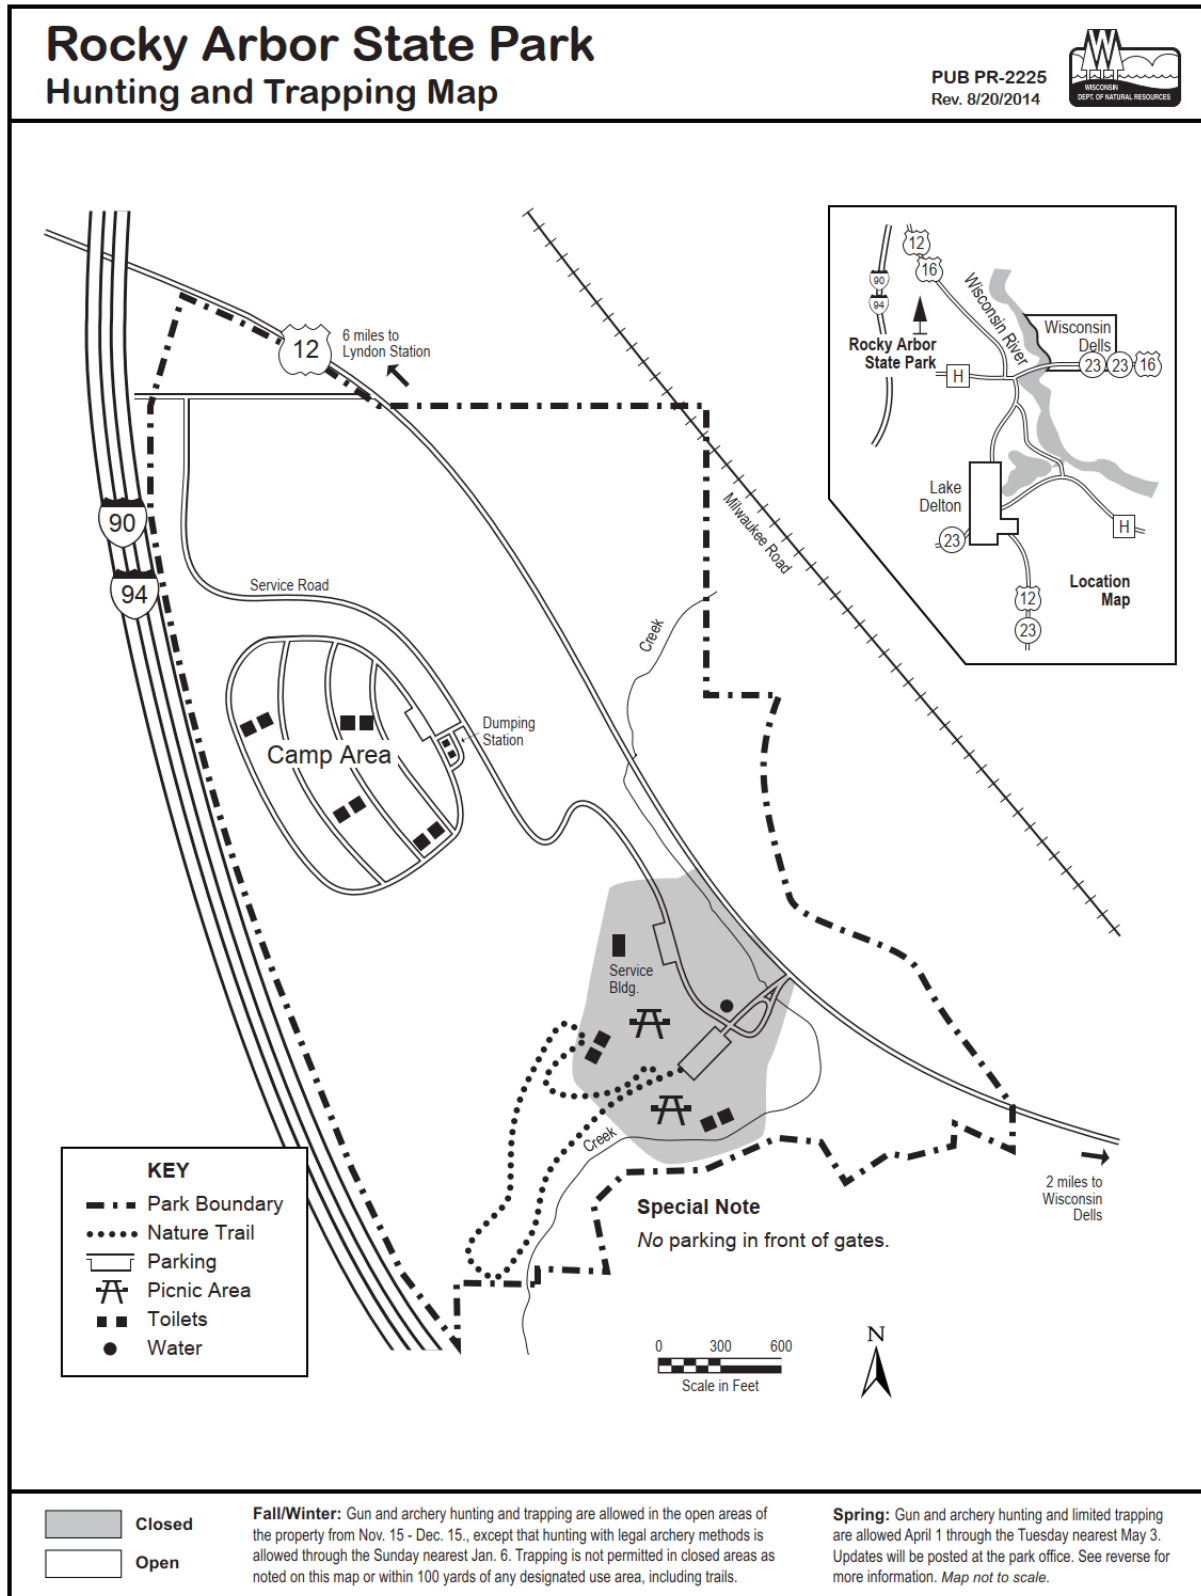 Rocky Arbor State Park
Hunting and Trapping Map
PUB PR-2225
Rev. 8/20/2014
WISCONSIN
DEPT. OF NATURAL RESOURCES
12
6 miles to
Lyndon Station
90
94
Service Road
Camp Area
Dumping
Station
Creek
Milwaukee Road
Service
Bldg.
Creek
2 miles to
Wisconsin
Dells
12
16
90
94
Wisconsin River
Rocky Arbor
State Park
H
Wisconsin
Dells
23 23 16
Lake
Delton
23
H
12
23
Location
Map
KEY
Park Boundary
Nature Trail
Parking
Picnic Area
Toilets
Water
Special Note
No parking in front of gates.
0 300 600
Scale in Feet
N
Closed
Open
Fall/Winter: Gun and archery hunting and trapping are allowed in the open areas of
the property from Nov. 15 - Dec. 15., except that hunting with legal archery methods is
allowed through the Sunday nearest Jan. 6. Trapping is not permitted in closed areas as
noted on this map or within 100 yards of any designated use area, including trails.
Spring: Gun and archery hunting and limited trapping
are allowed April 1 through the Tuesday nearest May 3.
Updates will be posted at the park office. See reverse for
more information. Map not to scale.